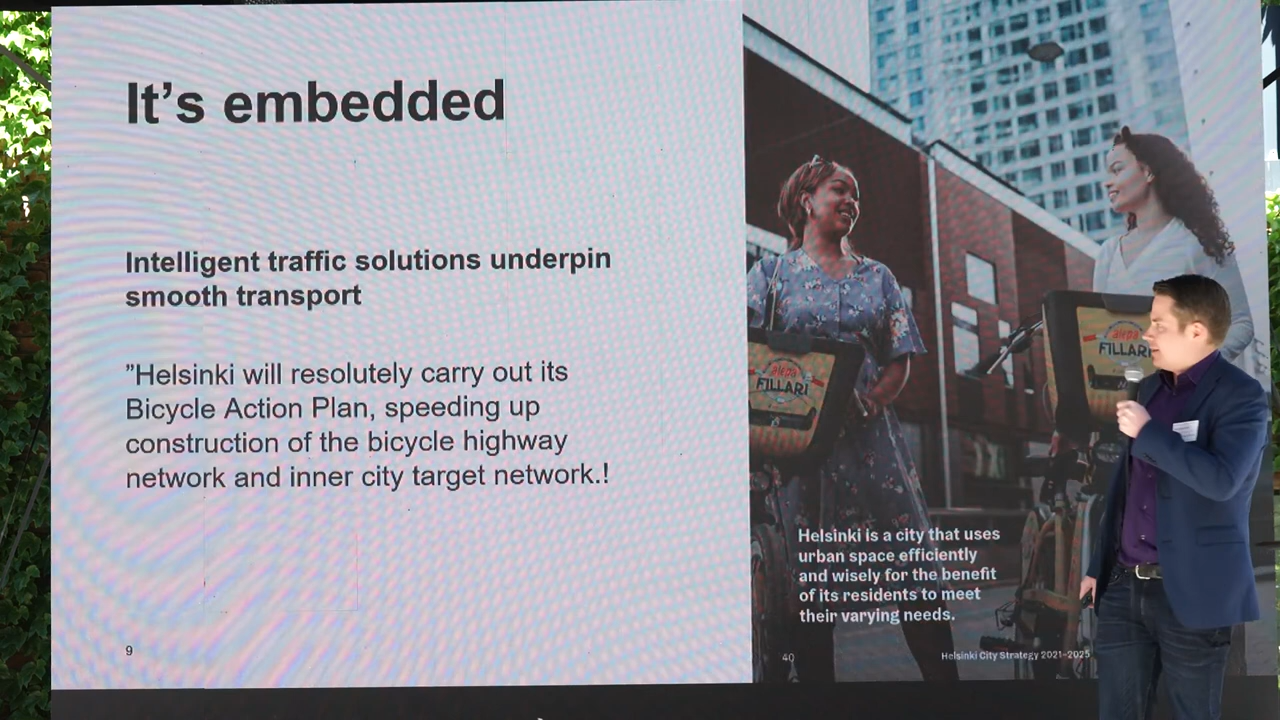 It's embedded
Intelligent traffic solutions underpin
smooth transport
”Helsinki will resolutely carry out its
Bicycle Action Plan, speeding up
construction of the bicycle highway
network and inner city target network.!
9
alepa
FILLARI
alepa
FILLARI
Helsinki is a city that uses
urban space efficiently
and wisely for the benefit
of its residents to meet
their varying needs.
40
Helsinki City Strategy 2021–2025